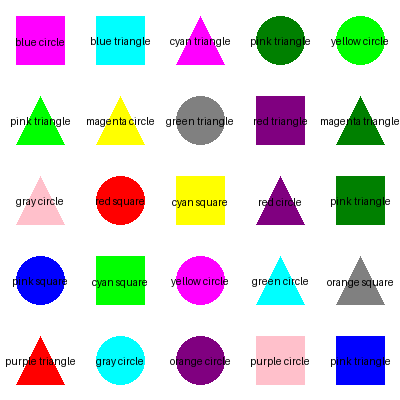 blue circle
blue triangle
cyan triangle
pink triangle
yellow circle
pink triangle
magenta circle
green triangle
red triangle
magenta triangle
gray circle
red square
cyan square
red circle
pink triangle
pink square
cyan square
yellow circle
green circle
orange square
purple triangle
gray circle
orange circle
purple circle
pink triangle